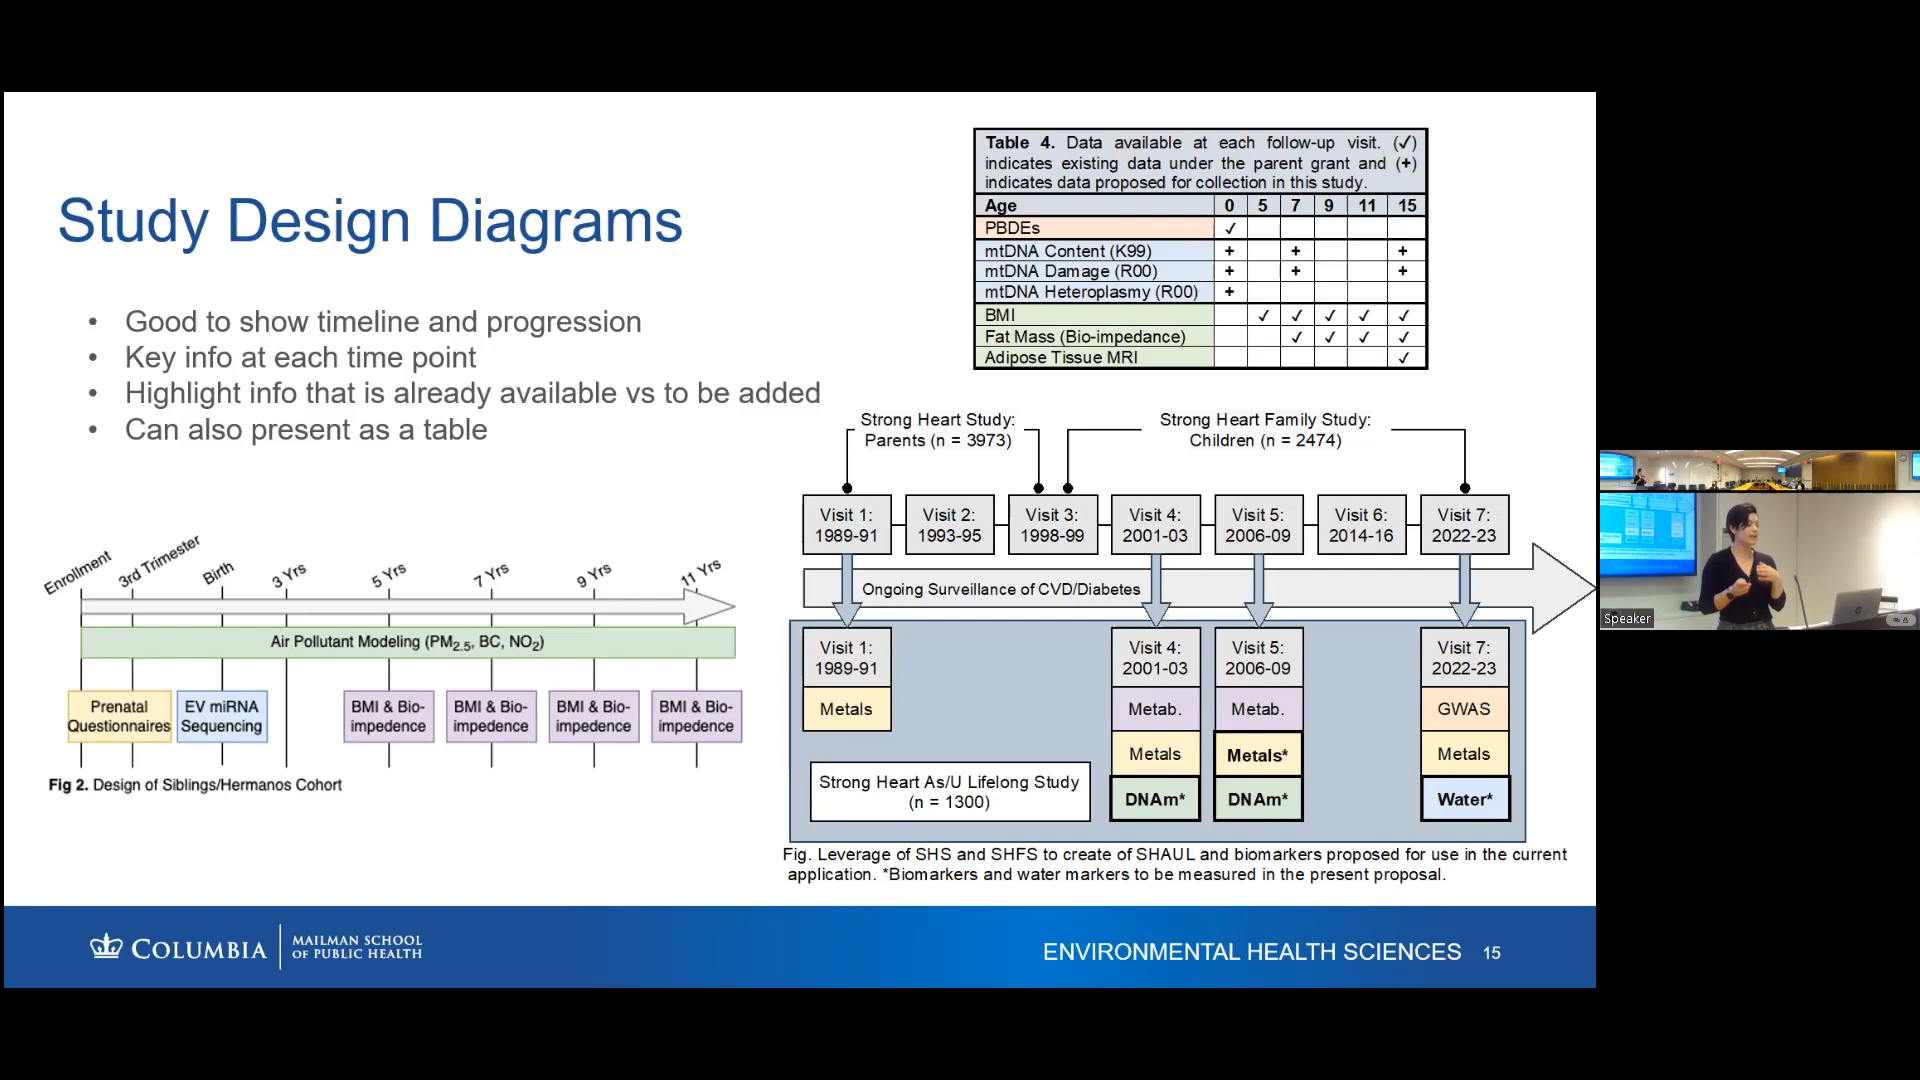 Study Design Diagrams
• Good to show timeline and progression
• Key info at each time point
• Highlight info that is already available vs to be added
• Can also present as a table
Table 4. Data available at each follow-up visit. (✓)
indicates existing data under the parent grant and (+)
indicates data proposed for collection in this study.
Age 0 5 7 9 11 15
PBDEs ✓
mtDNA Content (K99) + + +
mtDNA Damage (R00) + + +
mtDNA Heteroplasmy (R00) +
BMI ✓ ✓ ✓ ✓ ✓
Fat Mass (Bio-impedance) ✓ ✓ ✓ ✓
Adipose Tissue MRI ✓
Enrollment 3rd Trimester Birth 3 Yrs 5 Yrs 7 Yrs 9 Yrs 11 Yrs
Air Pollutant Modeling (PM2.5, BC, NO2)
Prenatal
Questionnaires
EV miRNA
Sequencing
BMI & Bio-
impedence
BMI & Bio-
impedence
BMI & Bio-
impedence
BMI & Bio-
impedence
Fig 2. Design of Siblings/Hermanos Cohort
Strong Heart Study:
Parents (n = 3973)
Strong Heart Family Study:
Children (n = 2474)
Visit 1:
1989-91
Visit 2:
1993-95
Visit 3:
1998-99
Visit 4:
2001-03
Visit 5:
2006-09
Visit 6:
2014-16
Visit 7:
2022-23
Ongoing Surveillance of CVD/Diabetes
Visit 1:
1989-91
Metals
Visit 4:
2001-03
Metab.
Metals
DNAm*
Visit 5:
2006-09
Metab.
Metals*
DNAm*
Visit 7:
2022-23
GWAS
Metals
Water*
Strong Heart As/U Lifelong Study
(n = 1300)
Fig. Leverage of SHS and SHFS to create of SHAUL and biomarkers proposed for use in the current
application. *Biomarkers and water markers to be measured in the present proposal.
COLUMBIA
MAILMAN SCHOOL
OF PUBLIC HEALTH
ENVIRONMENTAL HEALTH SCIENCES 15
Speaker